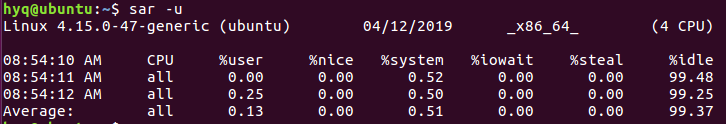 hyq@ubuntu:~$ sar -u
Linux 4.15.0-47-generic (ubuntu) 04/12/2019 _x86_64_ (4 CPU)
08:54:10 AM CPU %user %nice %system %iowait %steal %idle
08:54:11 AM all 0.00 0.00 0.52 0.00 0.00 99.48
08:54:12 AM all 0.25 0.00 0.50 0.00 0.00 99.25
Average: all 0.13 0.00 0.51 0.00 0.00 99.37